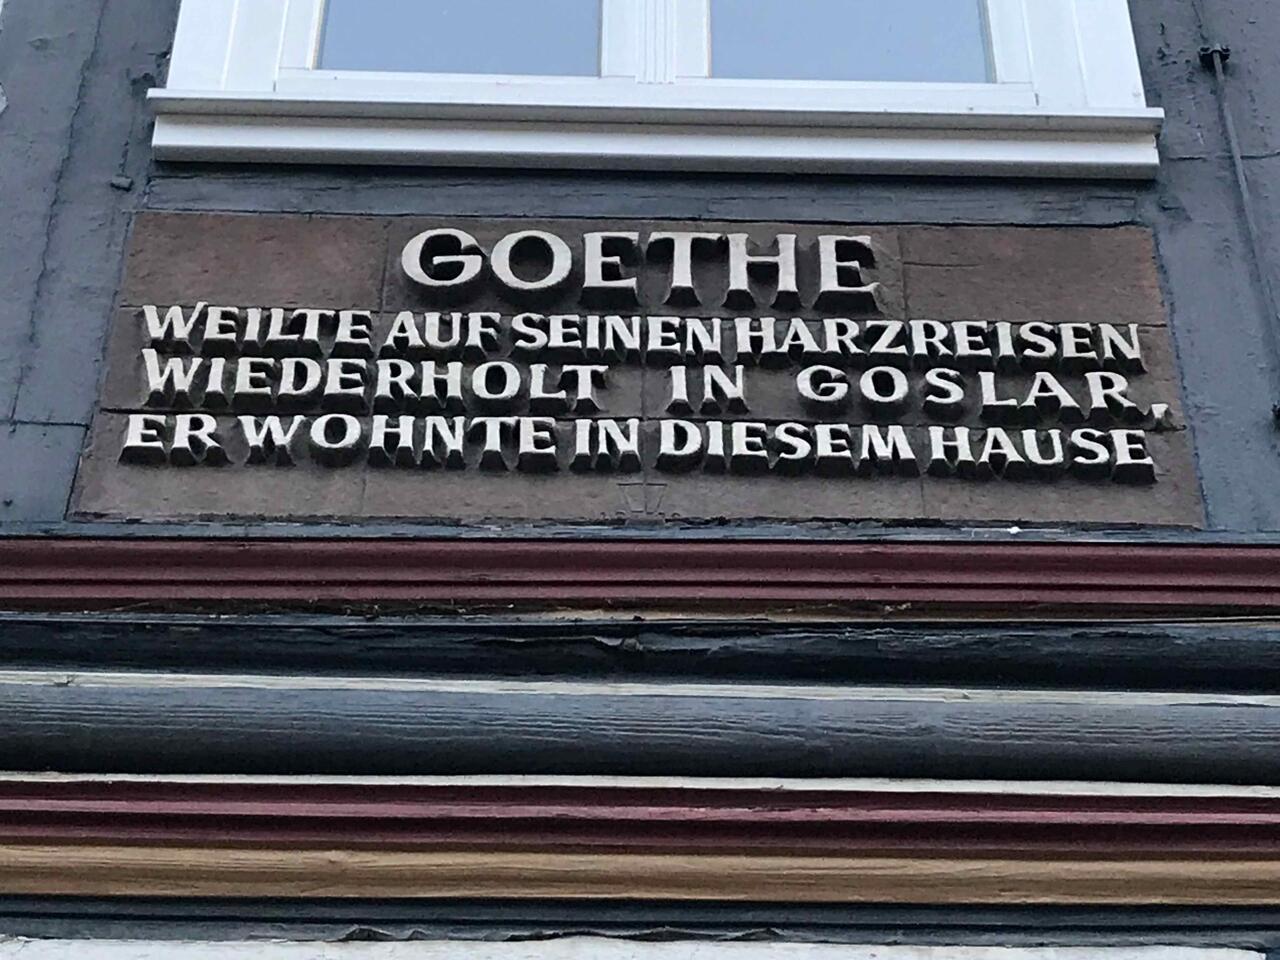 GOETHE
WEILTE AUF SEINEN HARZREISEN
WIEDERHOLT IN GOSLAR,
ER WOHNTE IN DIESEM HAUSE